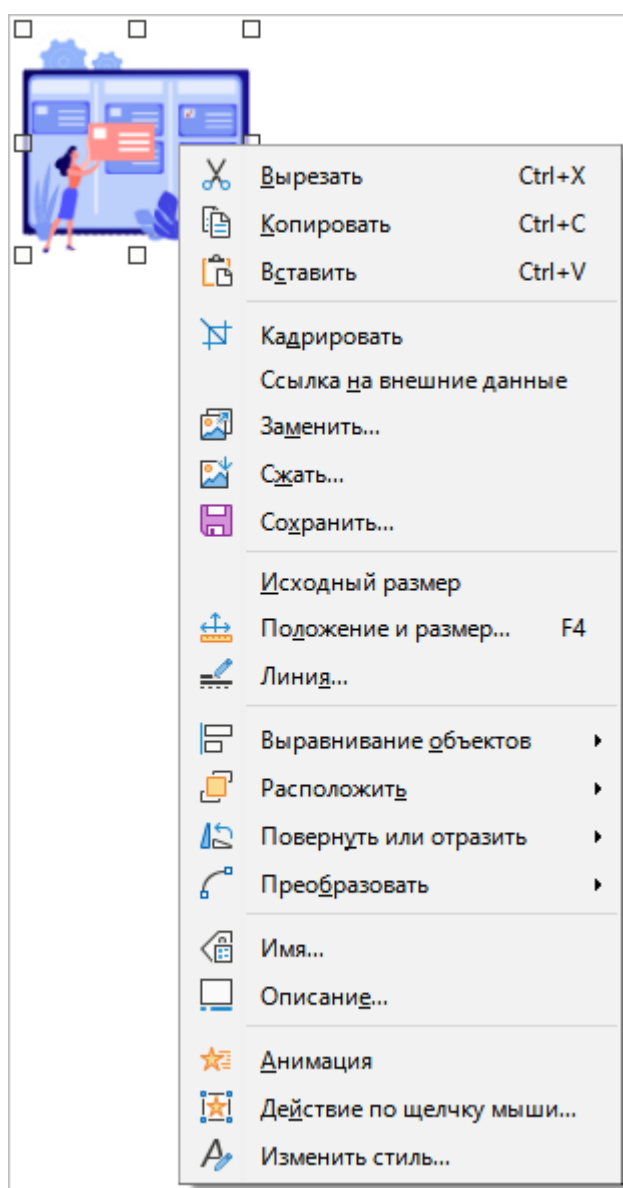 Вырезать Ctrl+X
Копировать Ctrl+C
Вставить Ctrl+V
Кадрировать
Ссылка на внешние данные
Заменить...
Сжать...
Сохранить...
Исходный размер
Положение и размер... F4
Линия...
Выравнивание объектов
Расположить
Повернуть или отразить
Преобразовать
Имя...
Описание...
Анимация
Действие по щелчку мыши...
Изменить стиль...